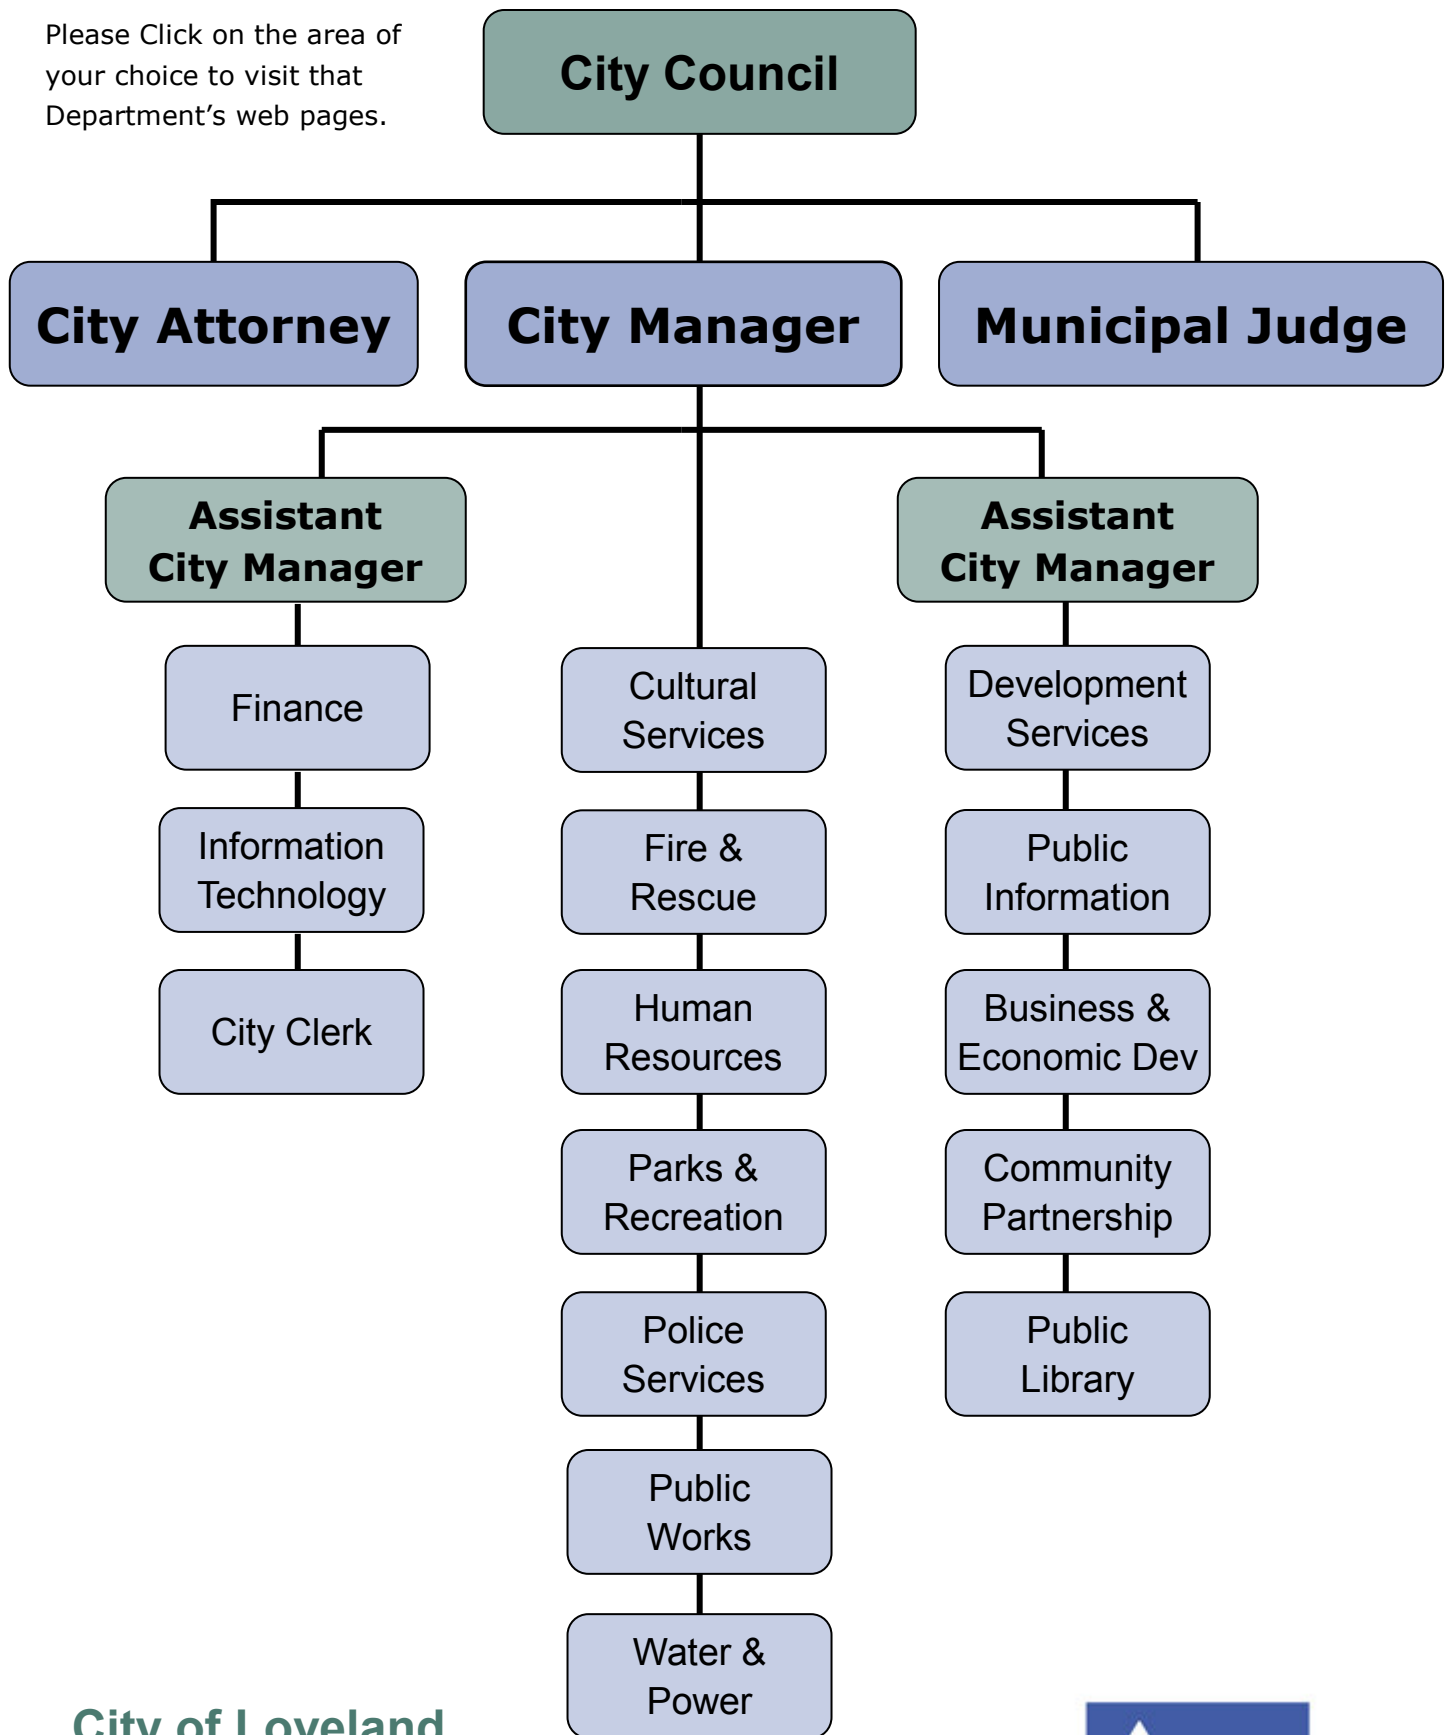 Please Click on the area of
your choice to visit that
Department’s web pages.
City Council
City Attorney
City Manager
Municipal Judge
Assistant
City Manager
Assistant
City Manager
Finance
Information
Technology
City Clerk
Cultural
Services
Fire &
Rescue
Human
Resources
Parks &
Recreation
Police
Services
Public
Works
Water &
Power
Development
Services
Public
Information
Business &
Economic Dev
Community
Partnership
Public
Library
City of Loveland